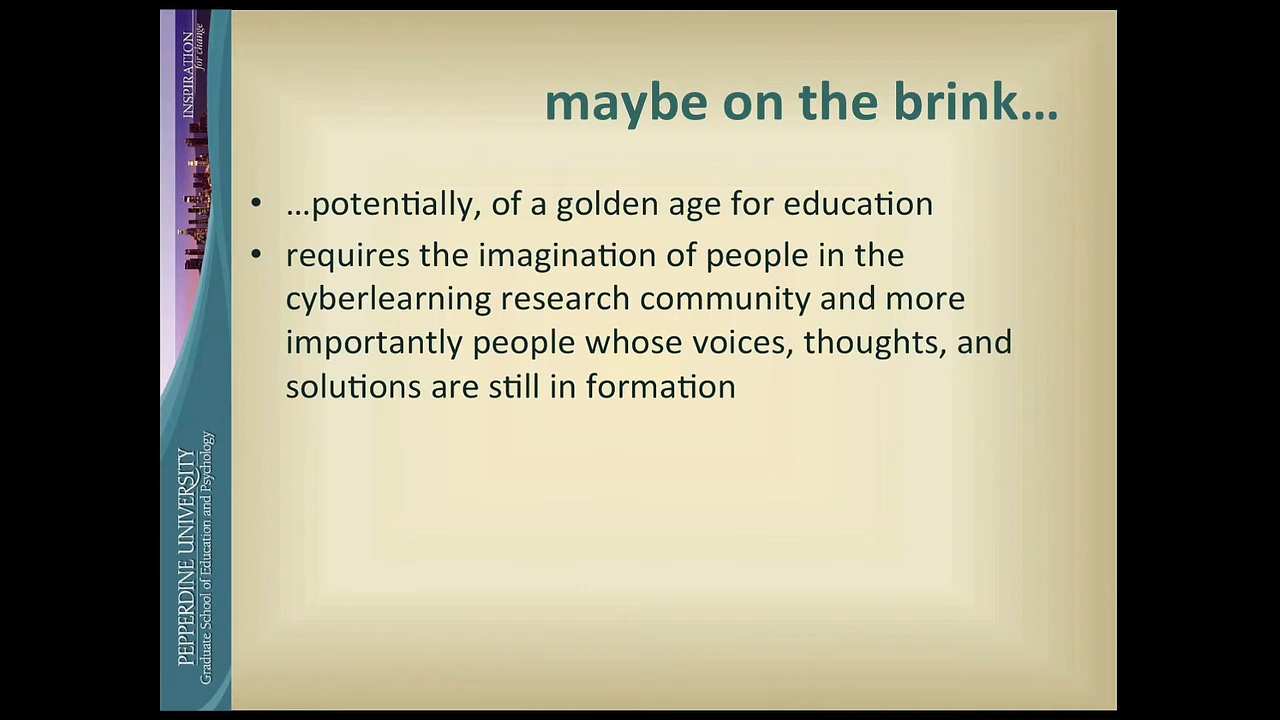 maybe on the brink…
• …potentially, of a golden age for education
• requires the imagination of people in the
cyberlearning research community and more
importantly people whose voices, thoughts, and
solutions are still in formation
INSPIRATION
for change
PEPPERDINE UNIVERSITY
Graduate School of Education and Psychology